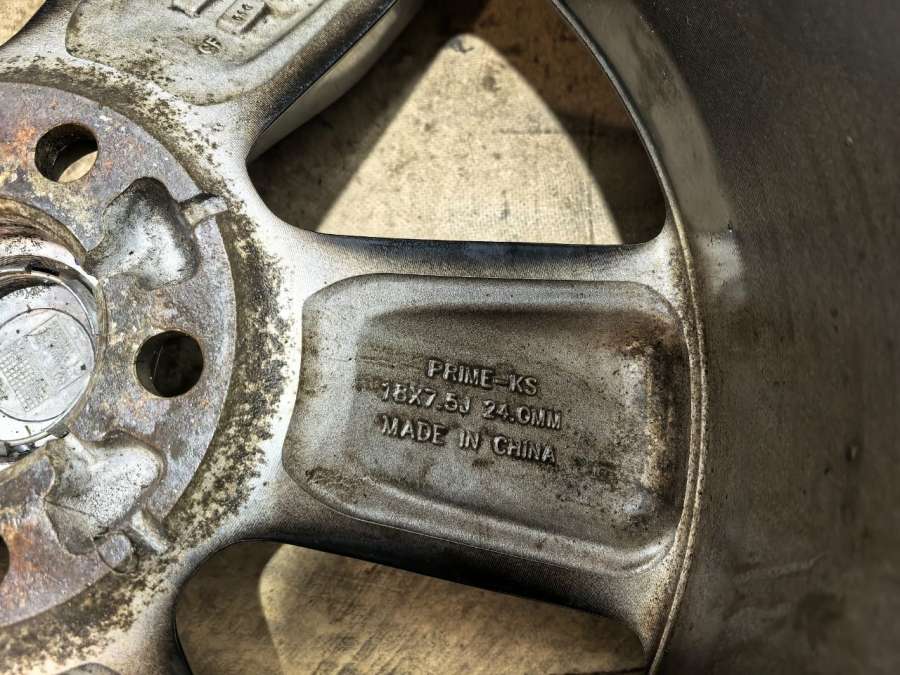 PRIME-KS
18X7.5J 24.0MM
MADE IN CHINA